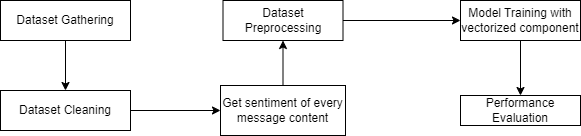 Dataset Gathering
Dataset Cleaning
Get sentiment of every
message content
Dataset
Preprocessing
Model Training with
vectorized component
Performance
Evaluation